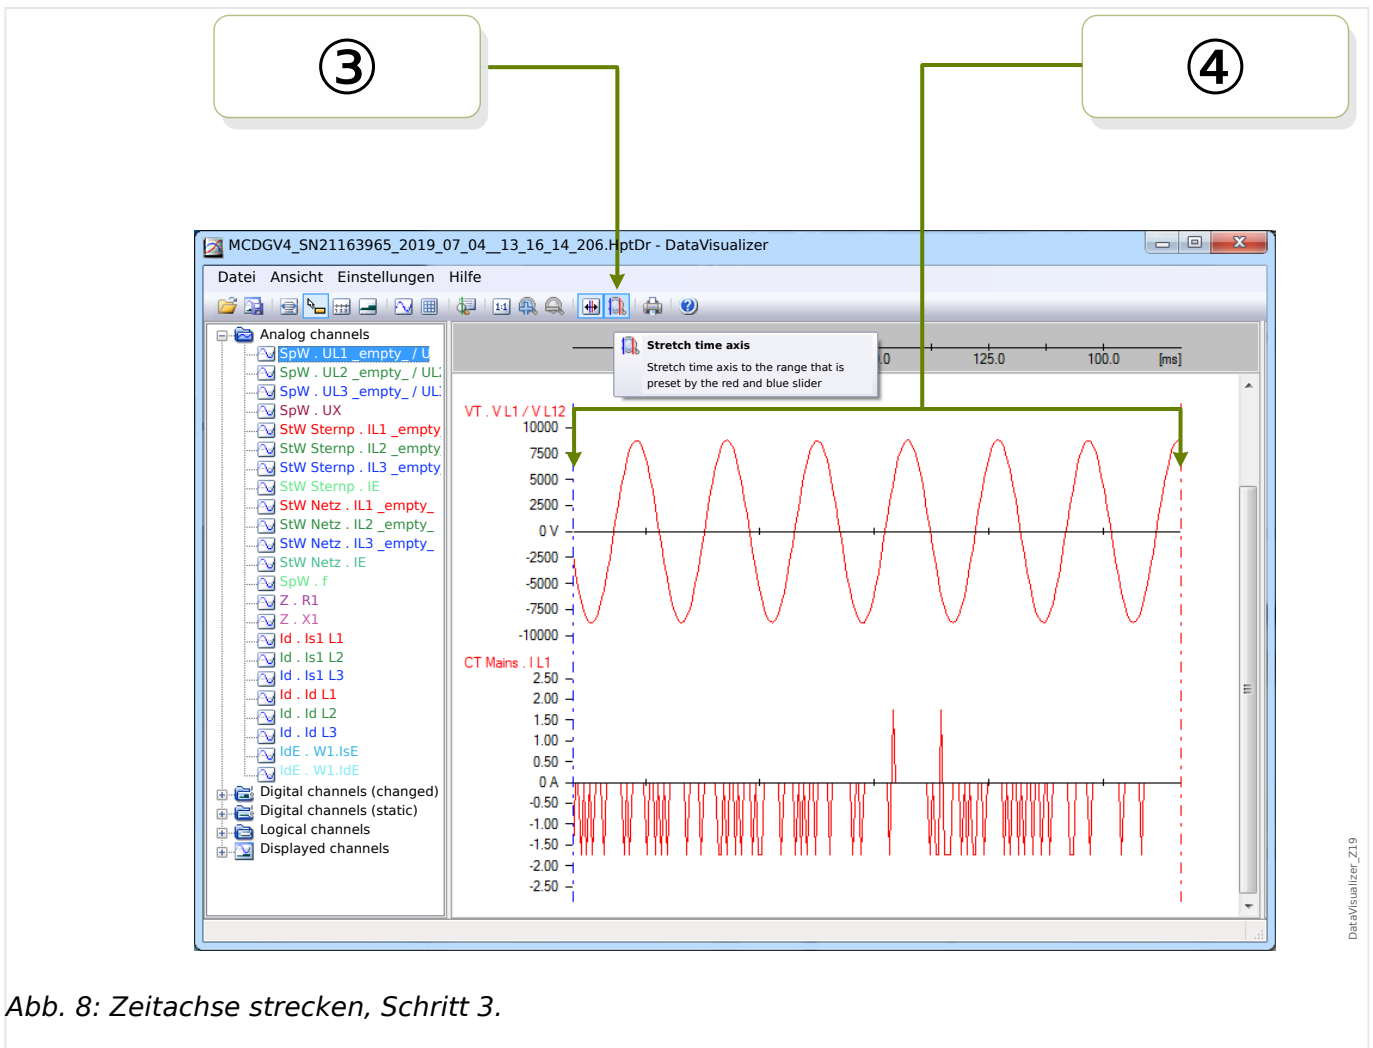 ③
④
MCDGV4_SN21163965_2019_07_04__13_16_14_206.HptDr - DataVisualizer
Datei Ansicht Einstellungen Hilfe
1:1
Analog channels
SpW . UL1 _empty_ / U
SpW . UL2 _empty_ / UL
SpW . UL3 _empty_ / UL
SpW . UX
StW Sternp . IL1 _empty
StW Sternp . IL2 _empty
StW Sternp . IL3 _empty
StW Sternp . IE
StW Netz . IL1 _empty_
StW Netz . IL2 _empty_
StW Netz . IL3 _empty_
StW Netz . IE
SpW . f
Z . R1
Z . X1
Id . Is1 L1
Id . Is1 L2
Id . Is1 L3
Id . Id L1
Id . Id L2
Id . Id L3
IdE . W1.IsE
IdE . W1.IdE
Digital channels (changed)
Digital channels (static)
Logical channels
Displayed channels
Stretch time axis
Stretch time axis to the range that is
preset by the red and blue slider
.0 125.0 100.0 [ms]
VT . V L1 / V L12
10000
7500
5000
2500
0 V
-2500
-5000
-7500
-10000
CT Mains . I L1
2.50
2.00
1.50
1.00
0.50
0 A
-0.50
-1.00
-1.50
-2.00
-2.50
DataVisualizer_Z19
Abb. 8: Zeitachse strecken, Schritt 3.